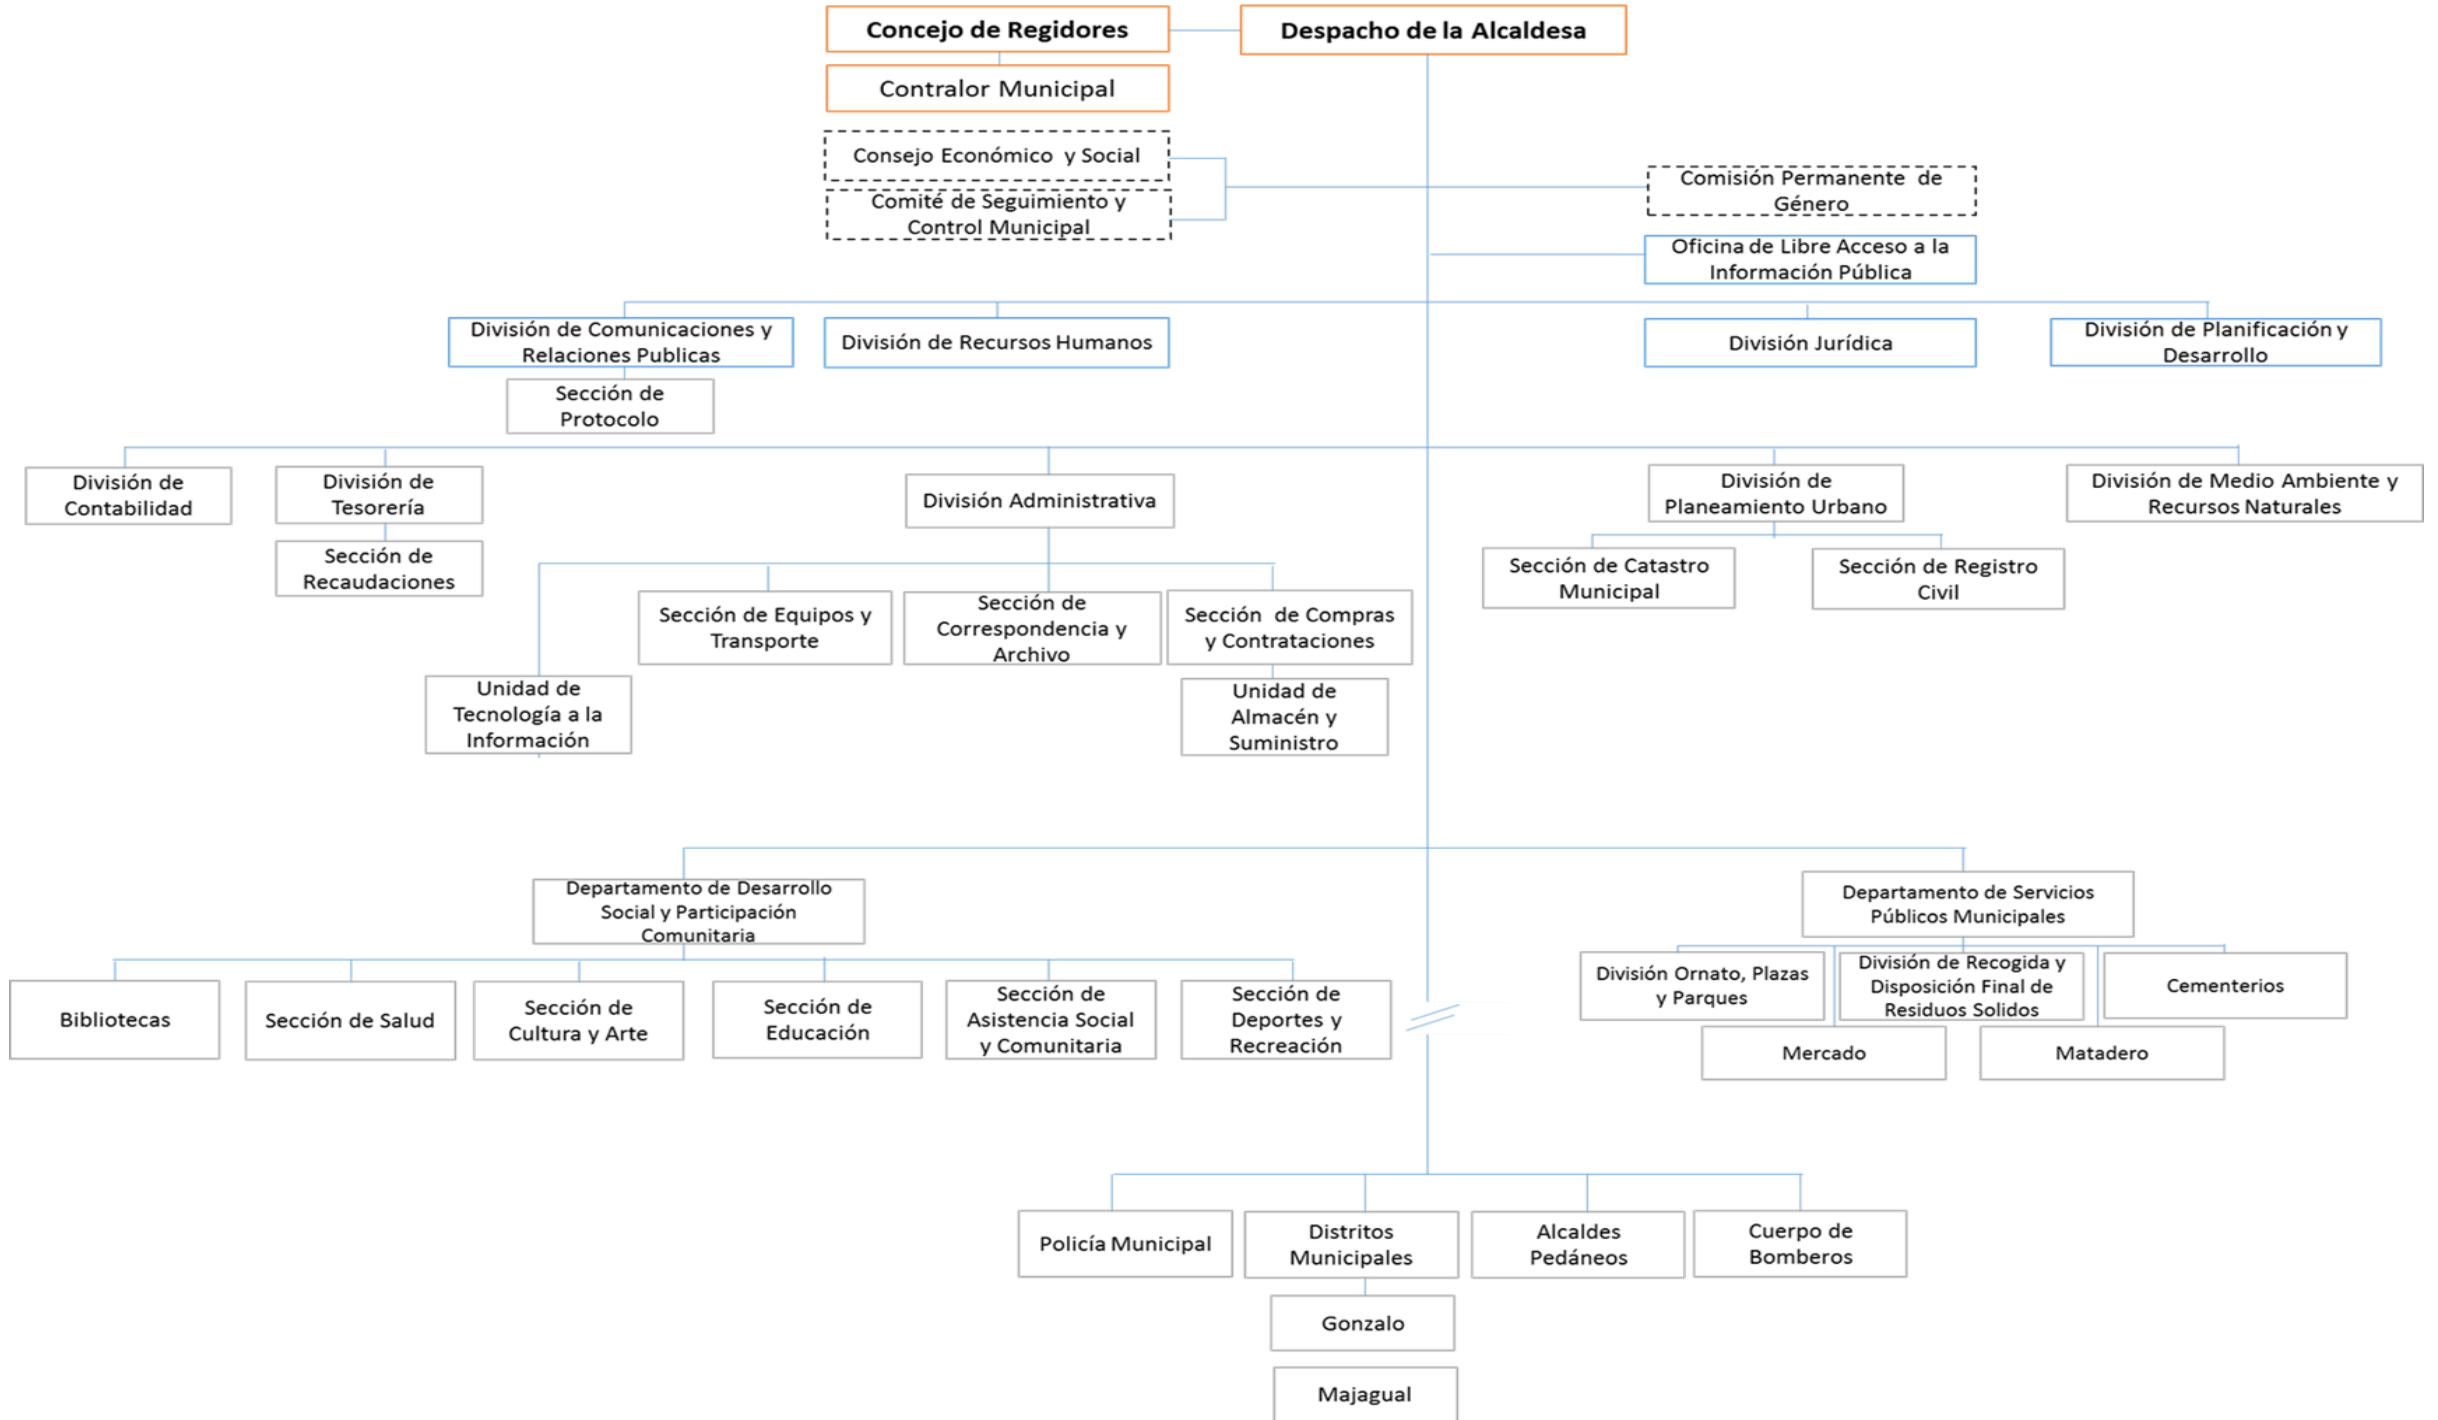 Concejo de Regidores
Despacho de la Alcaldesa
Contralor Municipal
Consejo Económico y Social
Comité de Seguimiento y
Control Municipal
Comisión Permanente de
Género
Oficina de Libre Acceso a la
Información Pública
División de Comunicaciones y
Relaciones Publicas
División de Recursos Humanos
División Jurídica
División de Planificación y
Desarrollo
Sección de
Protocolo
División de
Contabilidad
División de
Tesorería
División Administrativa
División de
Planeamiento Urbano
División de Medio Ambiente y
Recursos Naturales
Sección de
Recaudaciones
Sección de Catastro
Municipal
Sección de Registro
Civil
Sección de Equipos y
Transporte
Sección de
Correspondencia y
Archivo
Sección de Compras
y Contrataciones
Unidad de
Tecnología a la
Información
Unidad de
Almacén y
Suministro
Departamento de Desarrollo
Social y Participación
Comunitaria
Departamento de Servicios
Públicos Municipales
Bibliotecas
Sección de Salud
Sección de
Cultura y Arte
Sección de
Educación
Sección de
Asistencia Social
y Comunitaria
Sección de
Deportes y
Recreación
División Ornato, Plazas
y Parques
División de Recogida y
Disposición Final de
Residuos Solidos
Cementerios
Mercado
Matadero
Policía Municipal
Distritos
Municipales
Alcaldes
Pedáneos
Cuerpo de
Bomberos
Gonzalo
Majagual